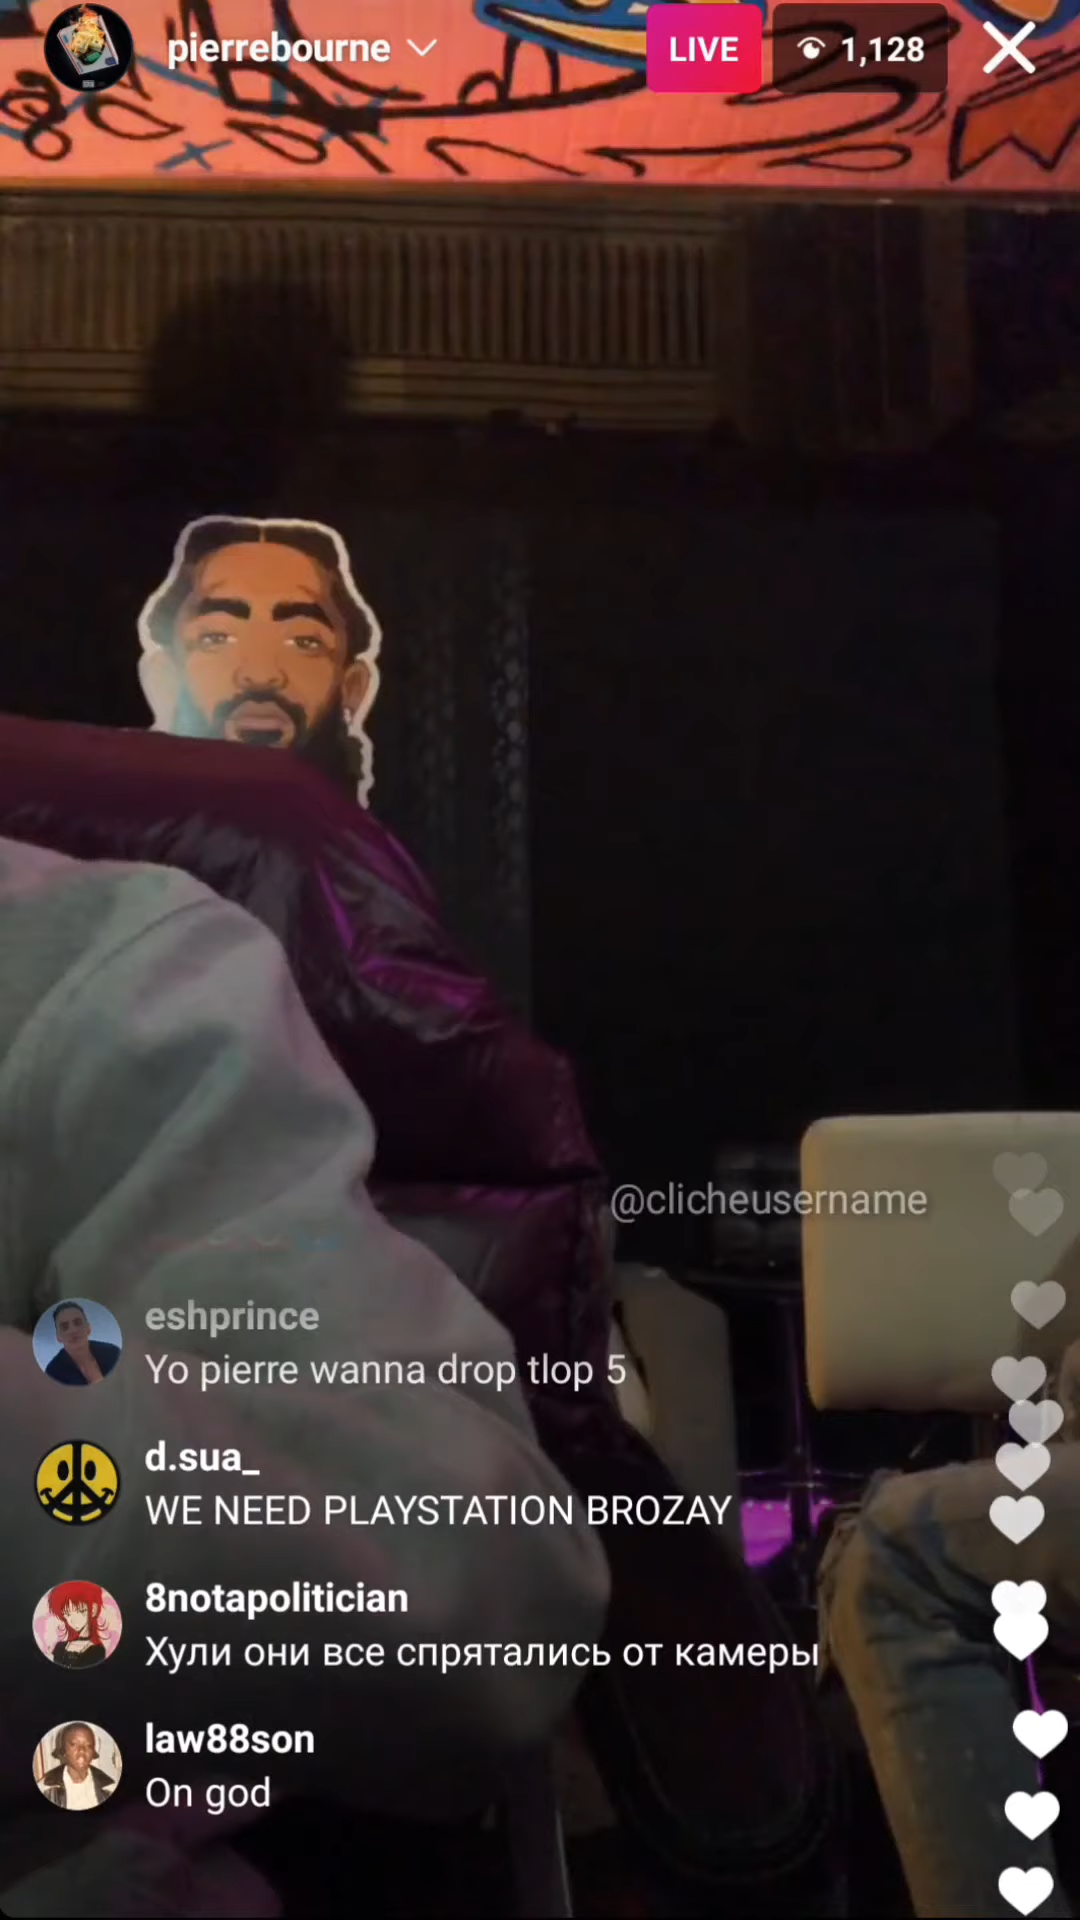 pierrebourne
LIVE
1,128
@clicheusername
eshprince
Yo pierre wanna drop tlop 5
d.sua_
WE NEED PLAYSTATION BROZAY
8notapolitician
Хули они все спрятались от камеры
law88son
On god